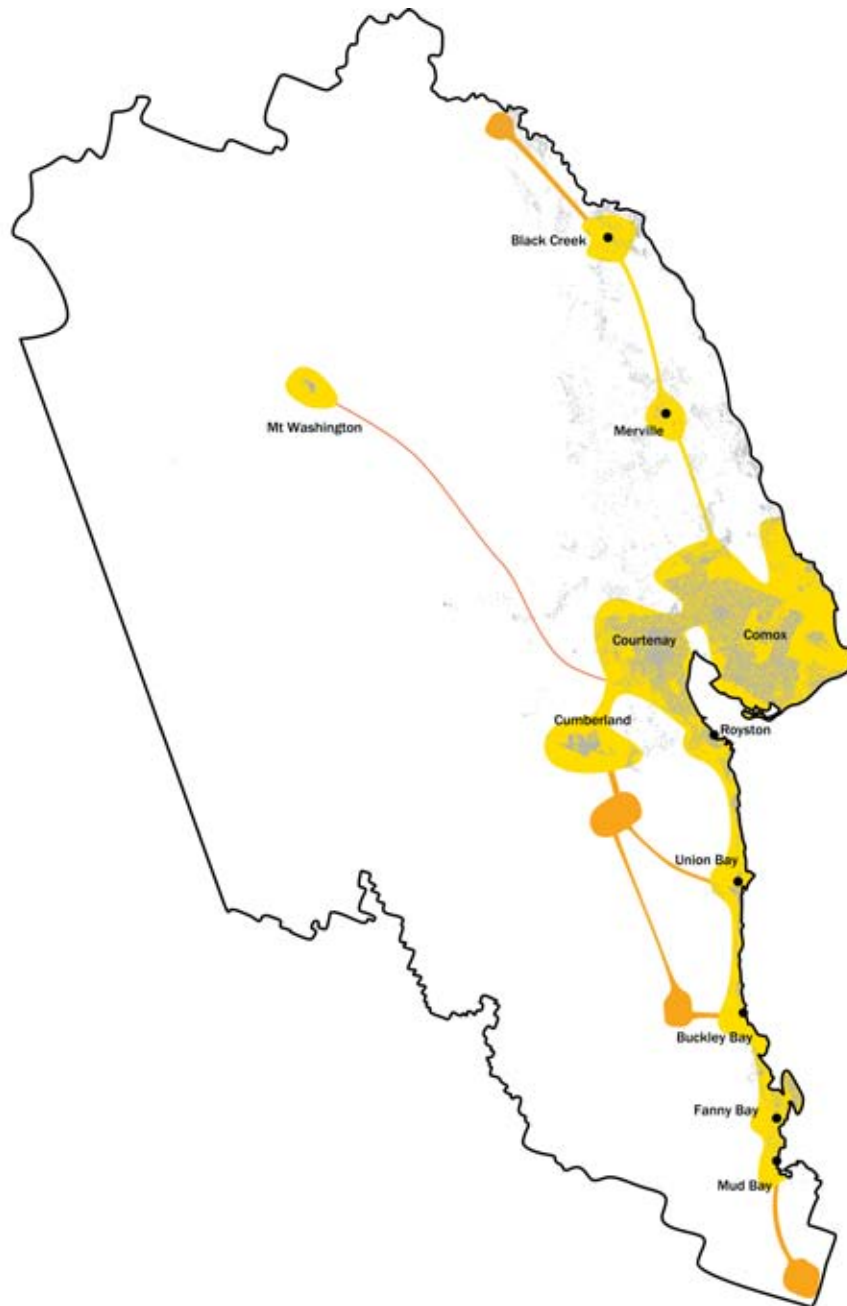 Black Creek
Mt Washington
Merville
Courtenay
Comox
Cumberland
Royston
Union Bay
Buckley Bay
Fanny Bay
Mud Bay